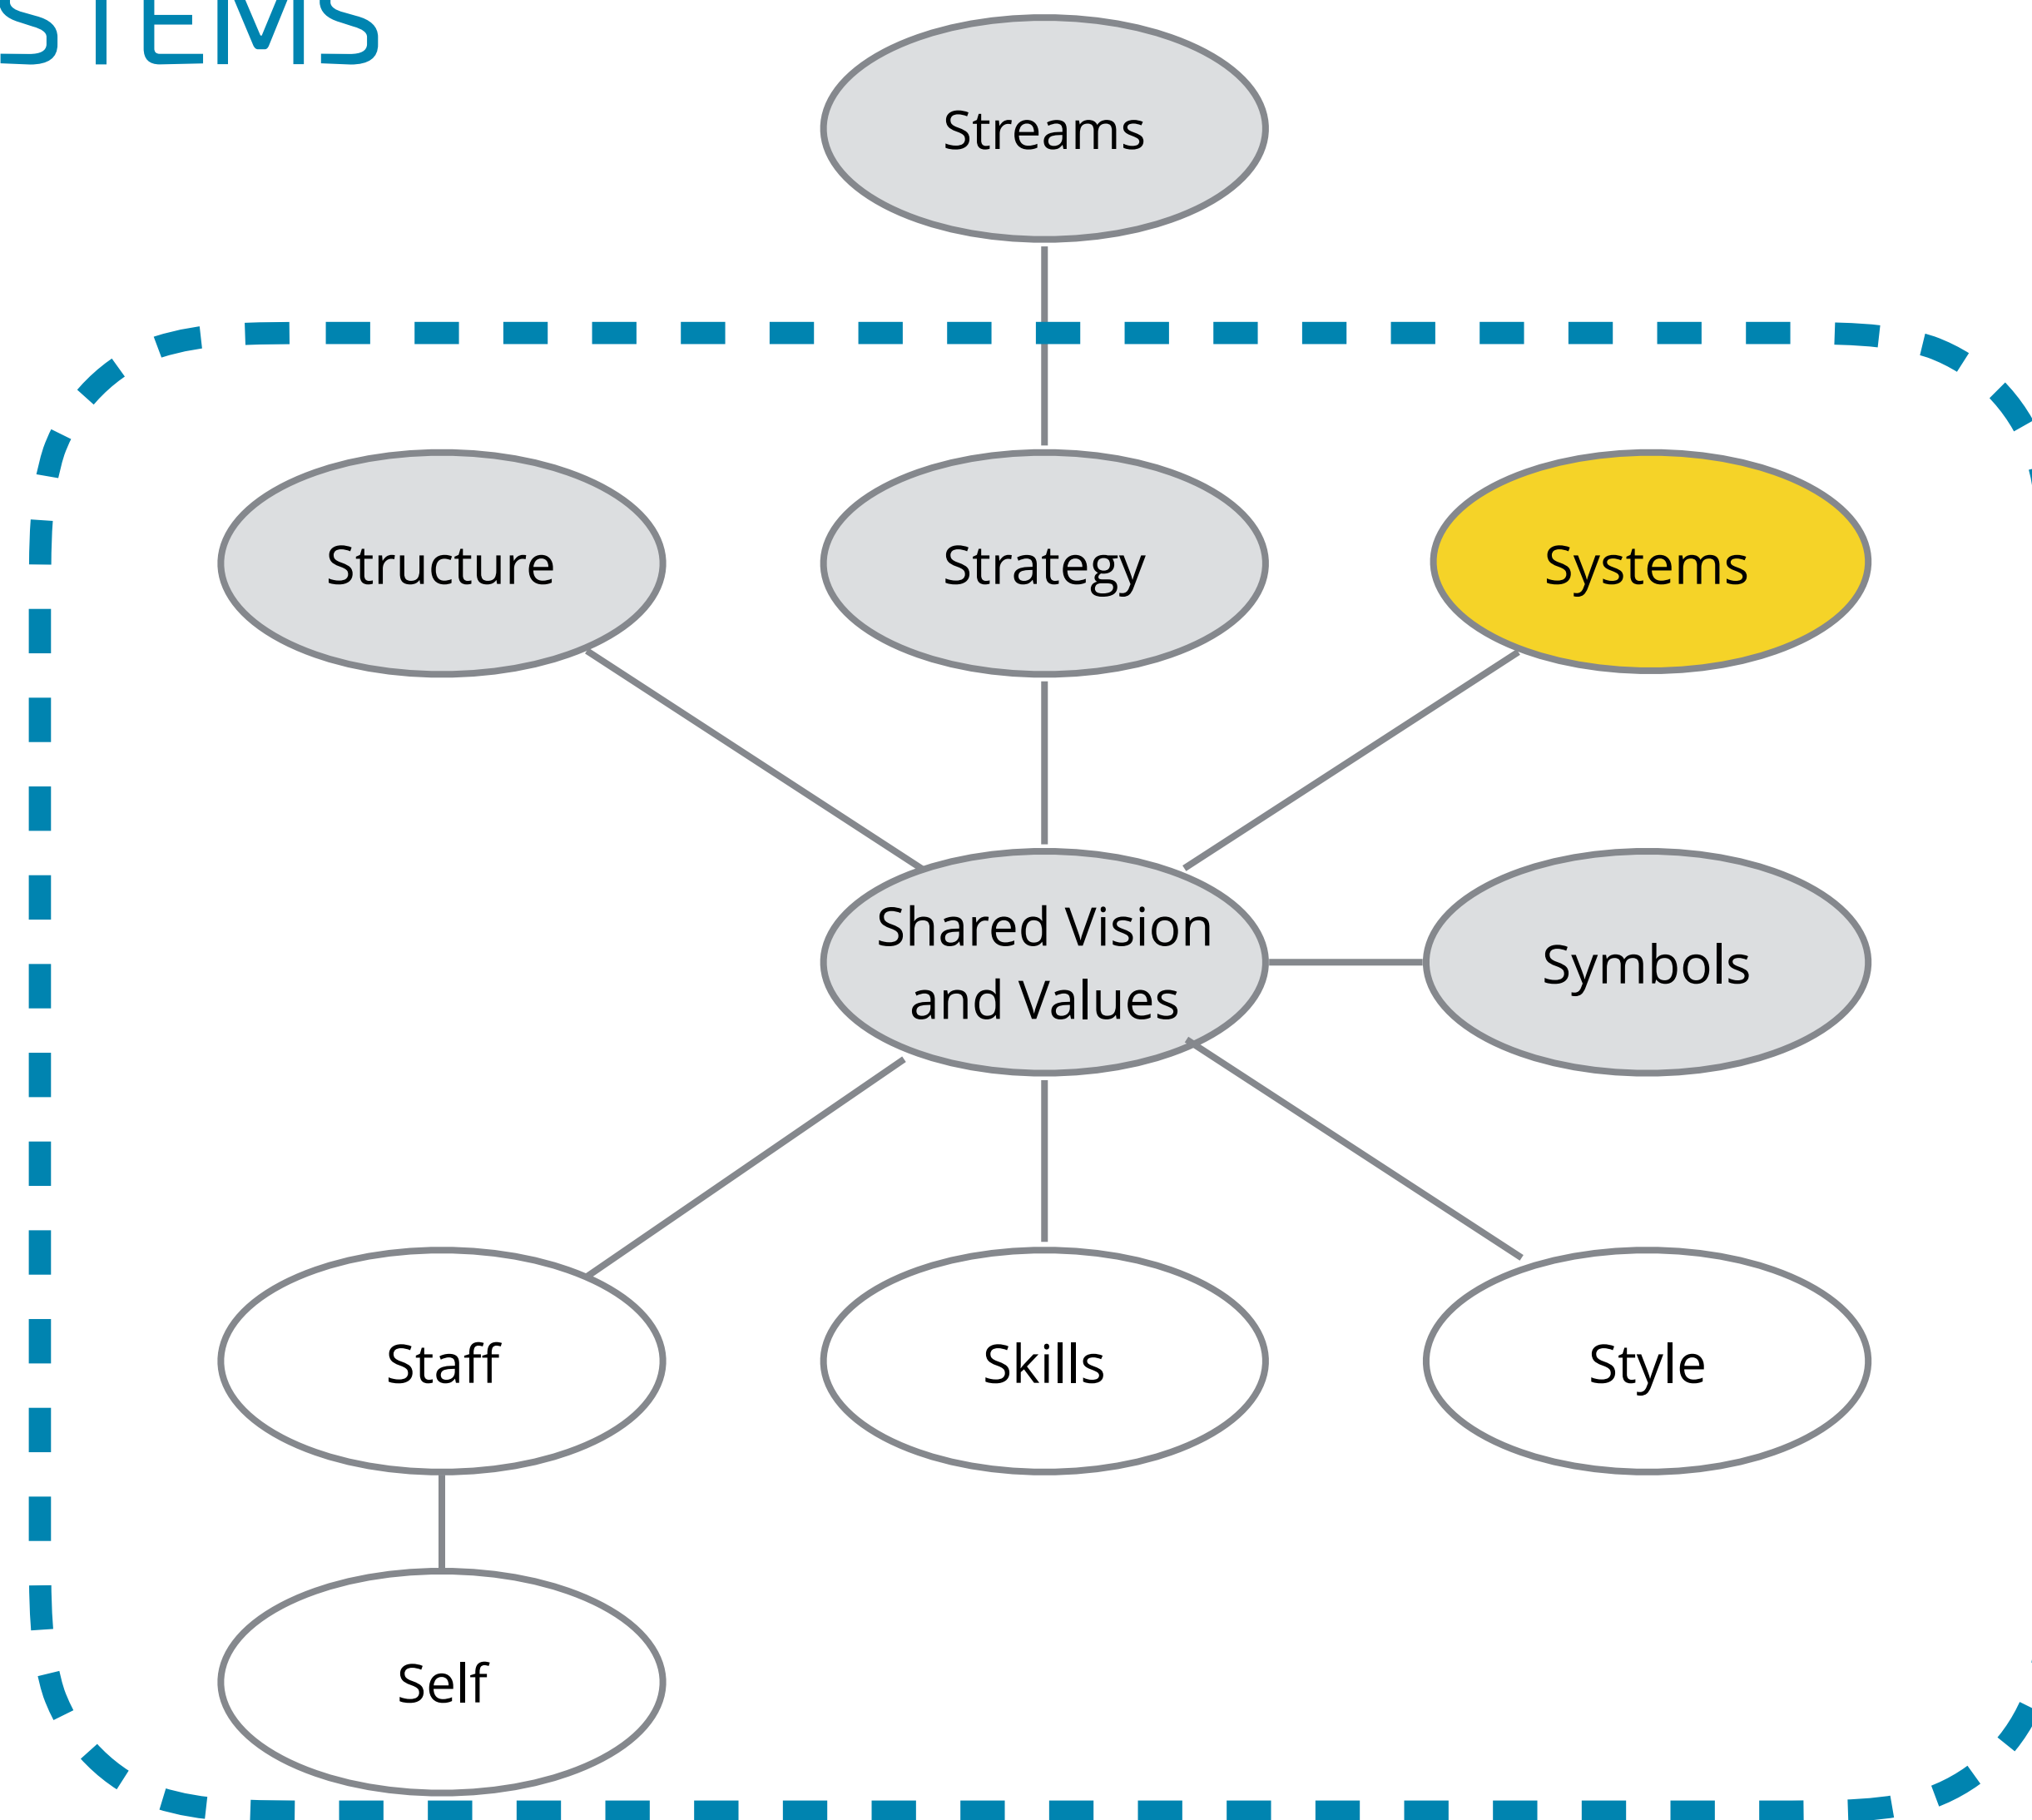 STEMS
Streams
Structure
Strategy
Systems
Shared Vision
and Values
Symbols
Staff
Skills
Style
Self